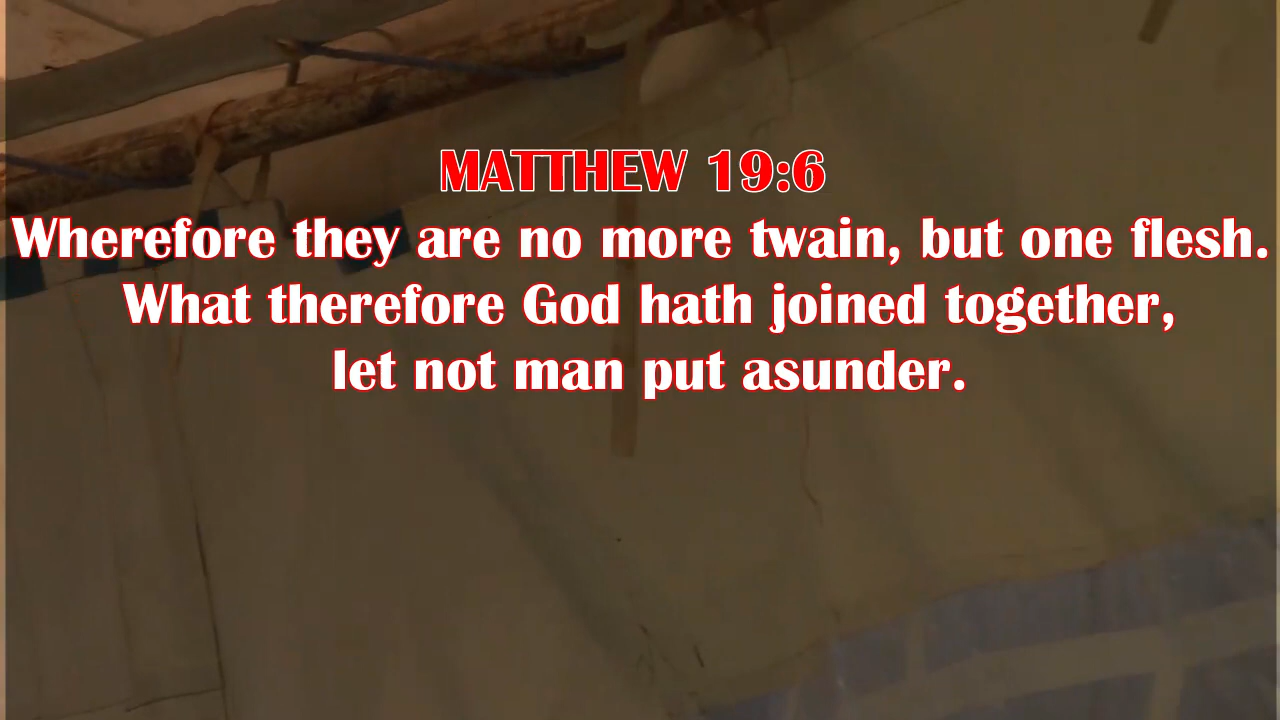 MATTHEW 19:6
Wherefore they are no more twain, but one flesh.
What therefore God hath joined together,
let not man put asunder.